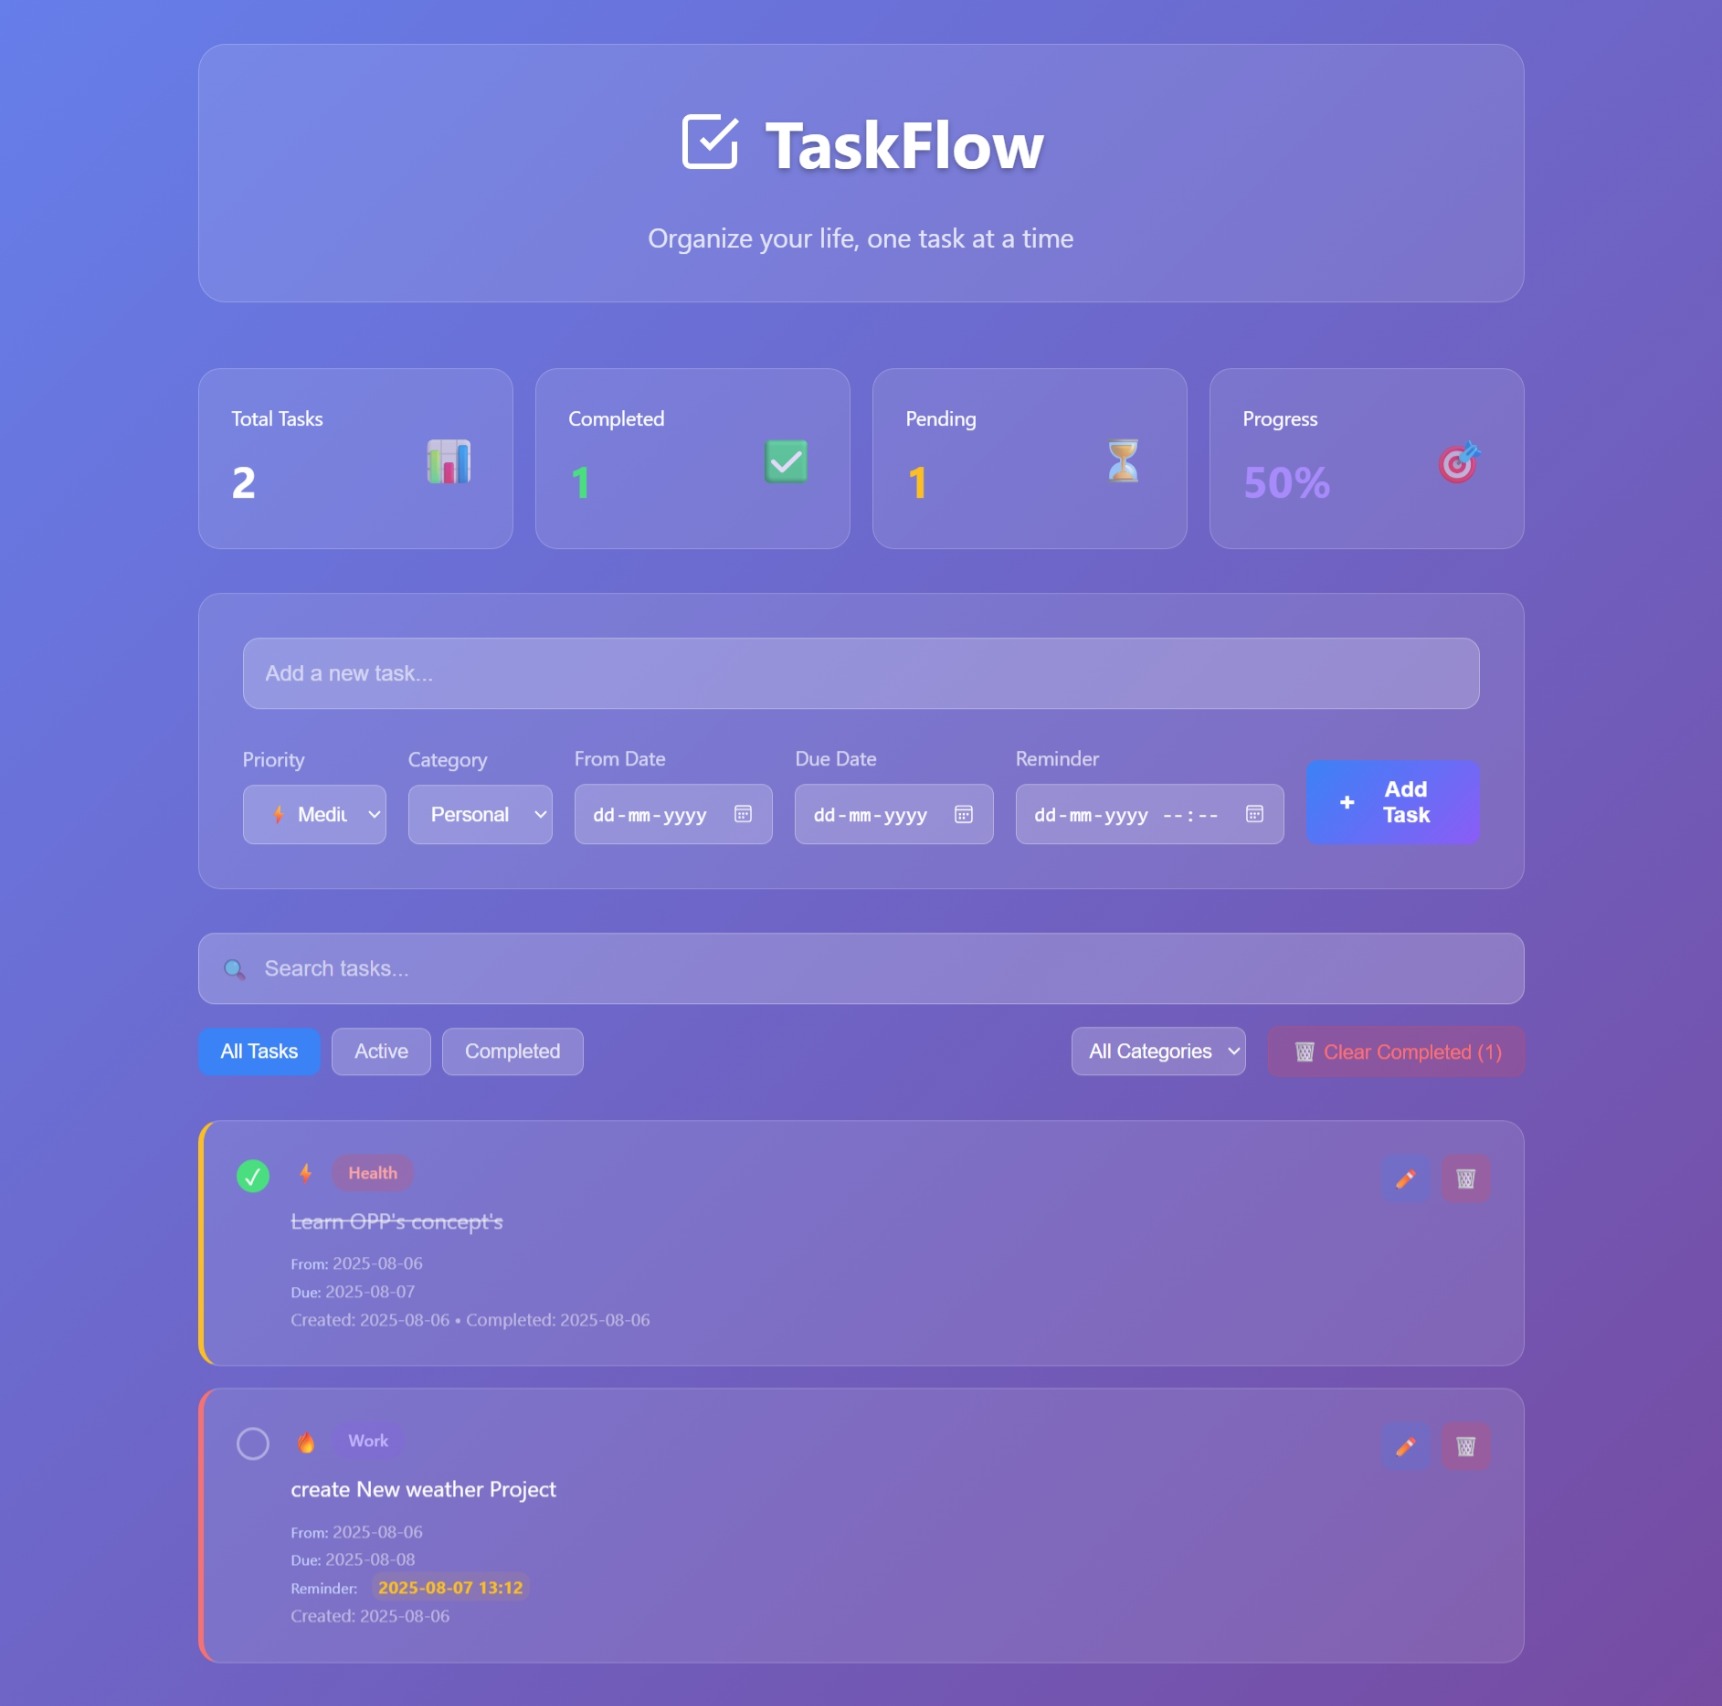 TaskFlow
Organize your life, one task at a time
Total Tasks
2
Completed
1
Pending
1
Progress
50%
Add a new task...
Priority
Category
From Date
Due Date
Reminder
Mediu
Personal
dd-mm-yyyy
dd-mm-yyyy
dd-mm-yyyy --:--
+ Add
Task
Search tasks...
All Tasks
Active
Completed
All Categories
Clear Completed (1)
Health
Learn OPP's concept's
From: 2025-08-06
Due: 2025-08-07
Created: 2025-08-06 • Completed: 2025-08-06
Work
create New weather Project
From: 2025-08-06
Due: 2025-08-08
Reminder: 2025-08-07 13:12
Created: 2025-08-06